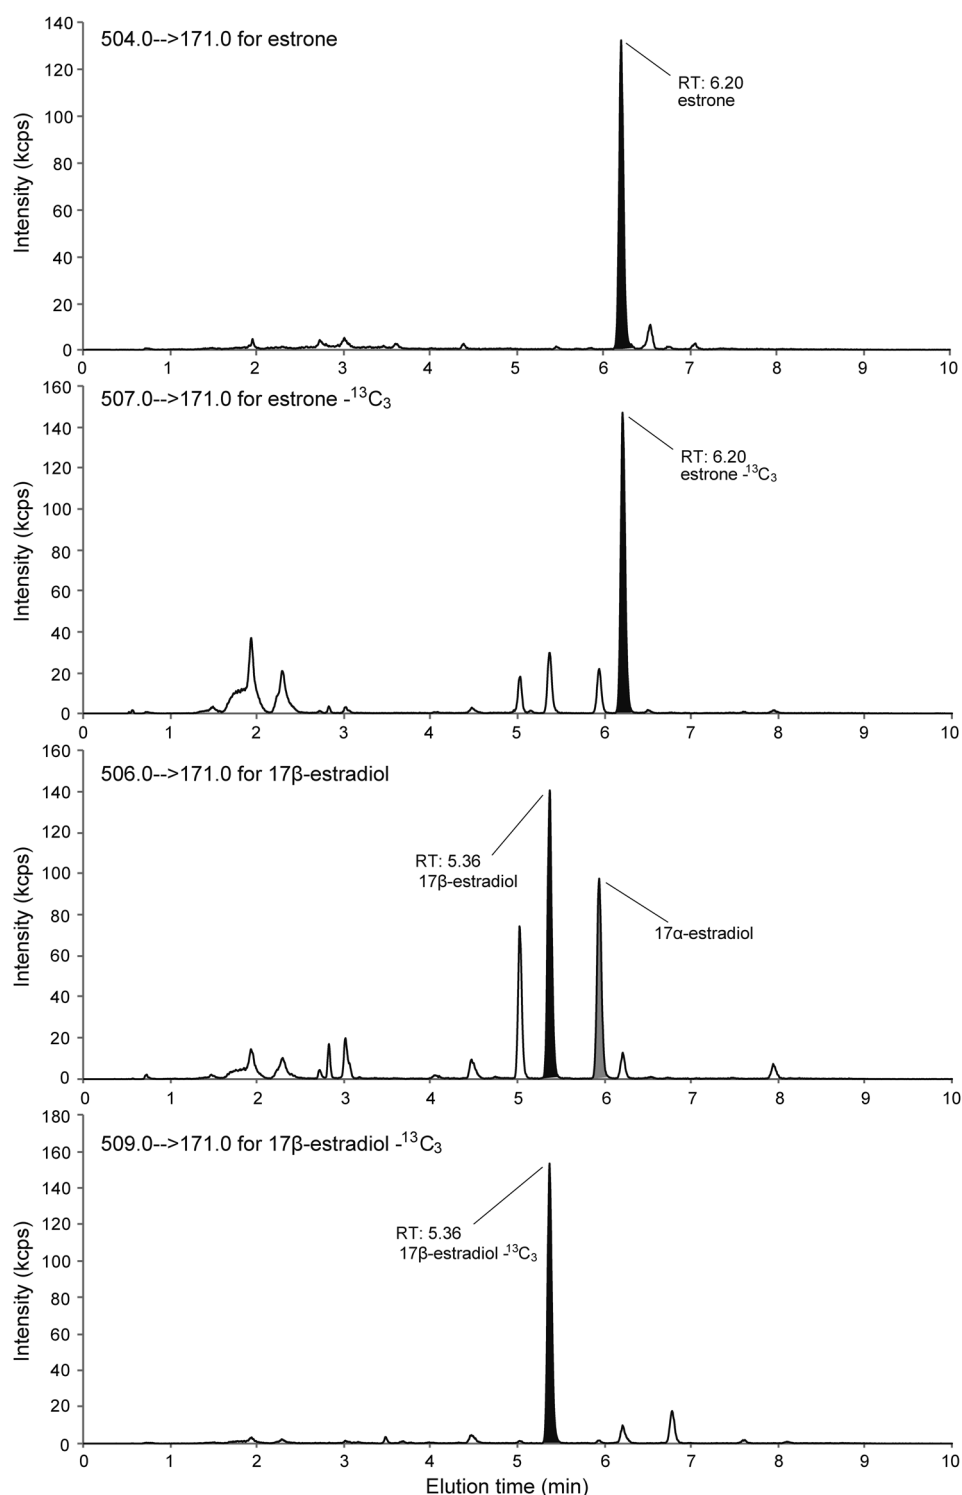 504.0-->171.0 for estrone
RT: 6.20
estrone
Intensity (kcps)
140
120
100
80
60
40
20
0
0 1 2 3 4 5 6 7 8 9 10
507.0-->171.0 for estrone -¹³C₃
RT: 6.20
estrone -¹³C₃
Intensity (kcps)
160
140
120
100
80
60
40
20
0
0 1 2 3 4 5 6 7 8 9 10
506.0-->171.0 for 17β-estradiol
RT: 5.36
17β-estradiol
17α-estradiol
Intensity (kcps)
160
140
120
100
80
60
40
20
0
0 1 2 3 4 5 6 7 8 9 10
509.0-->171.0 for 17β-estradiol -¹³C₃
RT: 5.36
17β-estradiol -¹³C₃
Intensity (kcps)
180
160
140
120
100
80
60
40
20
0
0 1 2 3 4 5 6 7 8 9 10
Elution time (min)